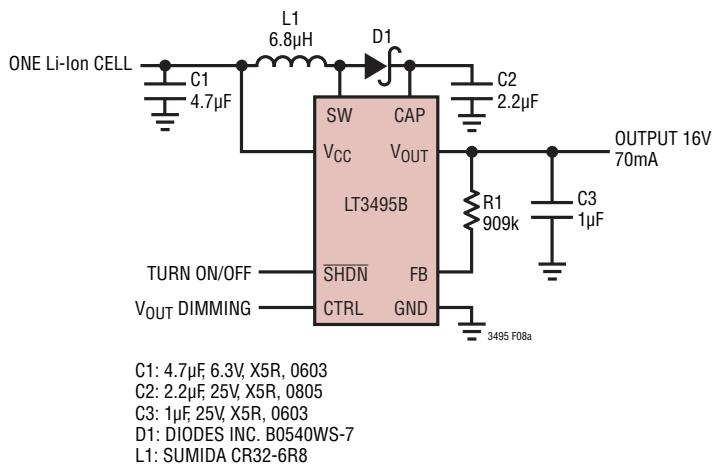 L1
6.8µH
D1
ONE Li-Ion CELL
C1
4.7µF
C2
2.2µF
SW
CAP
VCC
VOUT
OUTPUT 16V
70mA
LT3495B
R1
909k
C3
1µF
TURN ON/OFF
SHDN
FB
VOUT DIMMING
CTRL
GND
3495 F08a
C1: 4.7µF, 6.3V, X5R, 0603
C2: 2.2µF, 25V, X5R, 0805
C3: 1µF, 25V, X5R, 0603
D1: DIODES INC. B0540WS-7
L1: SUMIDA CR32-6R8